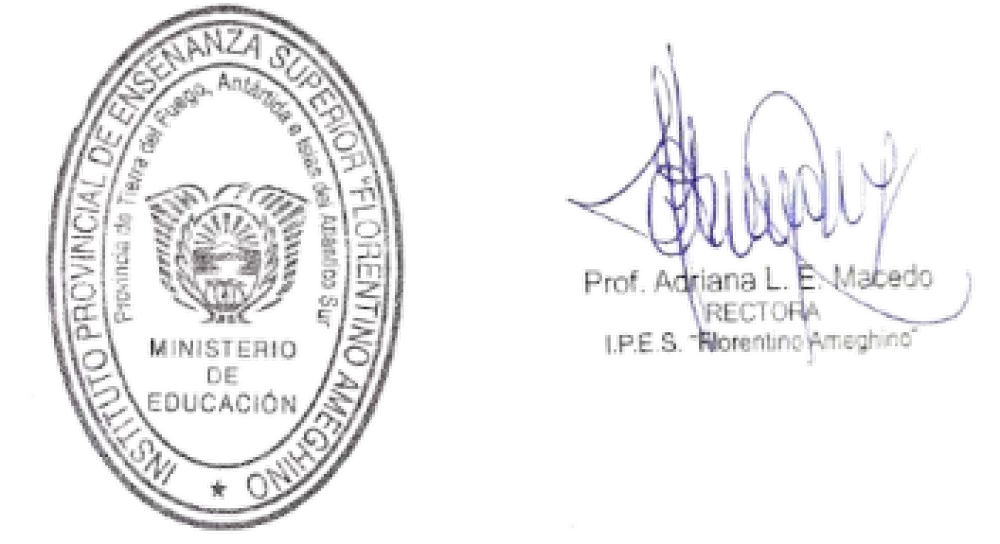 INSTITUTO PROVINCIAL DE ENSEÑANZA SUPERIOR "FLORENTINO AMEGHINO
Provincia de Tierra del Fuego, Antártida e Islas del Atlántico Sur
MINISTERIO
DE
EDUCACIÓN
Prof. Adriana L. E. Macedo
RECTORA
I.P.E.S. "Florentino Ameghino"